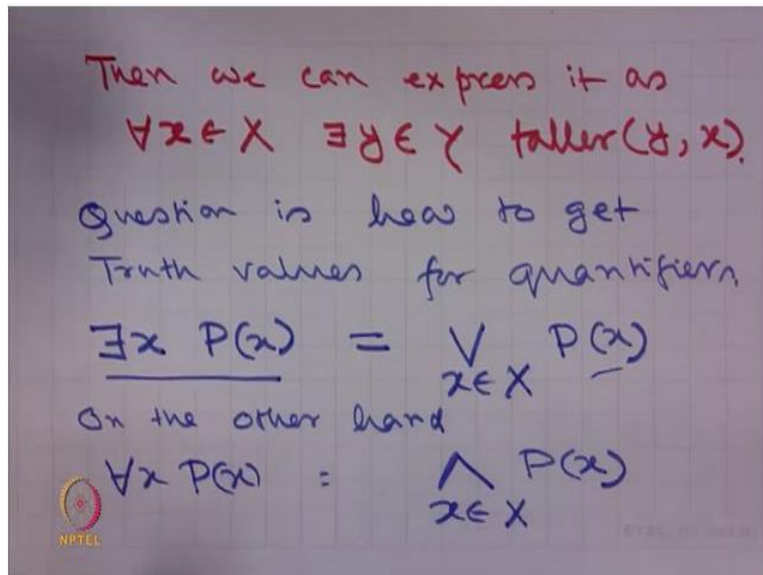 Then we can express it as
∀x ∈ X ∃y ∈ Y taller(y, x).
Question is how to get
Truth values for quantifiers.
∃x P(x) = ∨ P(x)
x ∈ X
On the other hand
∀x P(x) = ∧ P(x)
x ∈ X
NPTEL